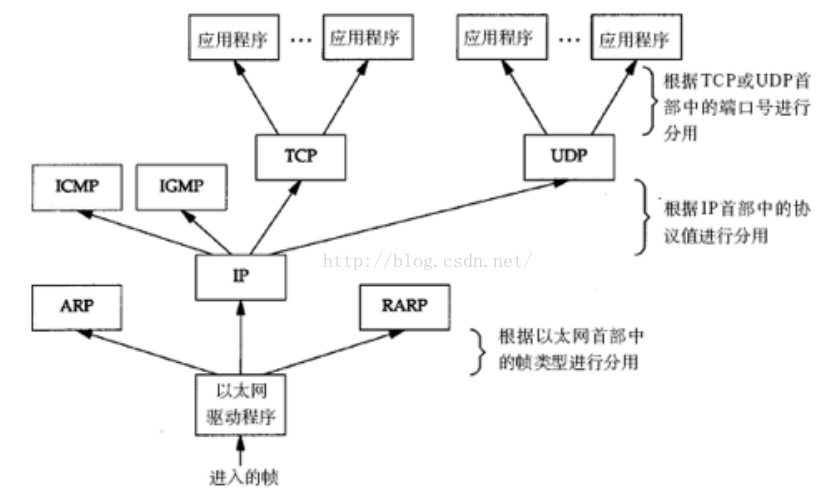 应用程序 … 应用程序 应用程序 … 应用程序
根据TCP或UDP首
部中的端口号进行
分用
TCP UDP
ICMP IGMP
根据IP首部中的协
议值进行分用
http://blog.csdn.net/
IP
ARP RARP
根据以太网首部中
的帧类型进行分用
以太网
驱动程序
进入的帧